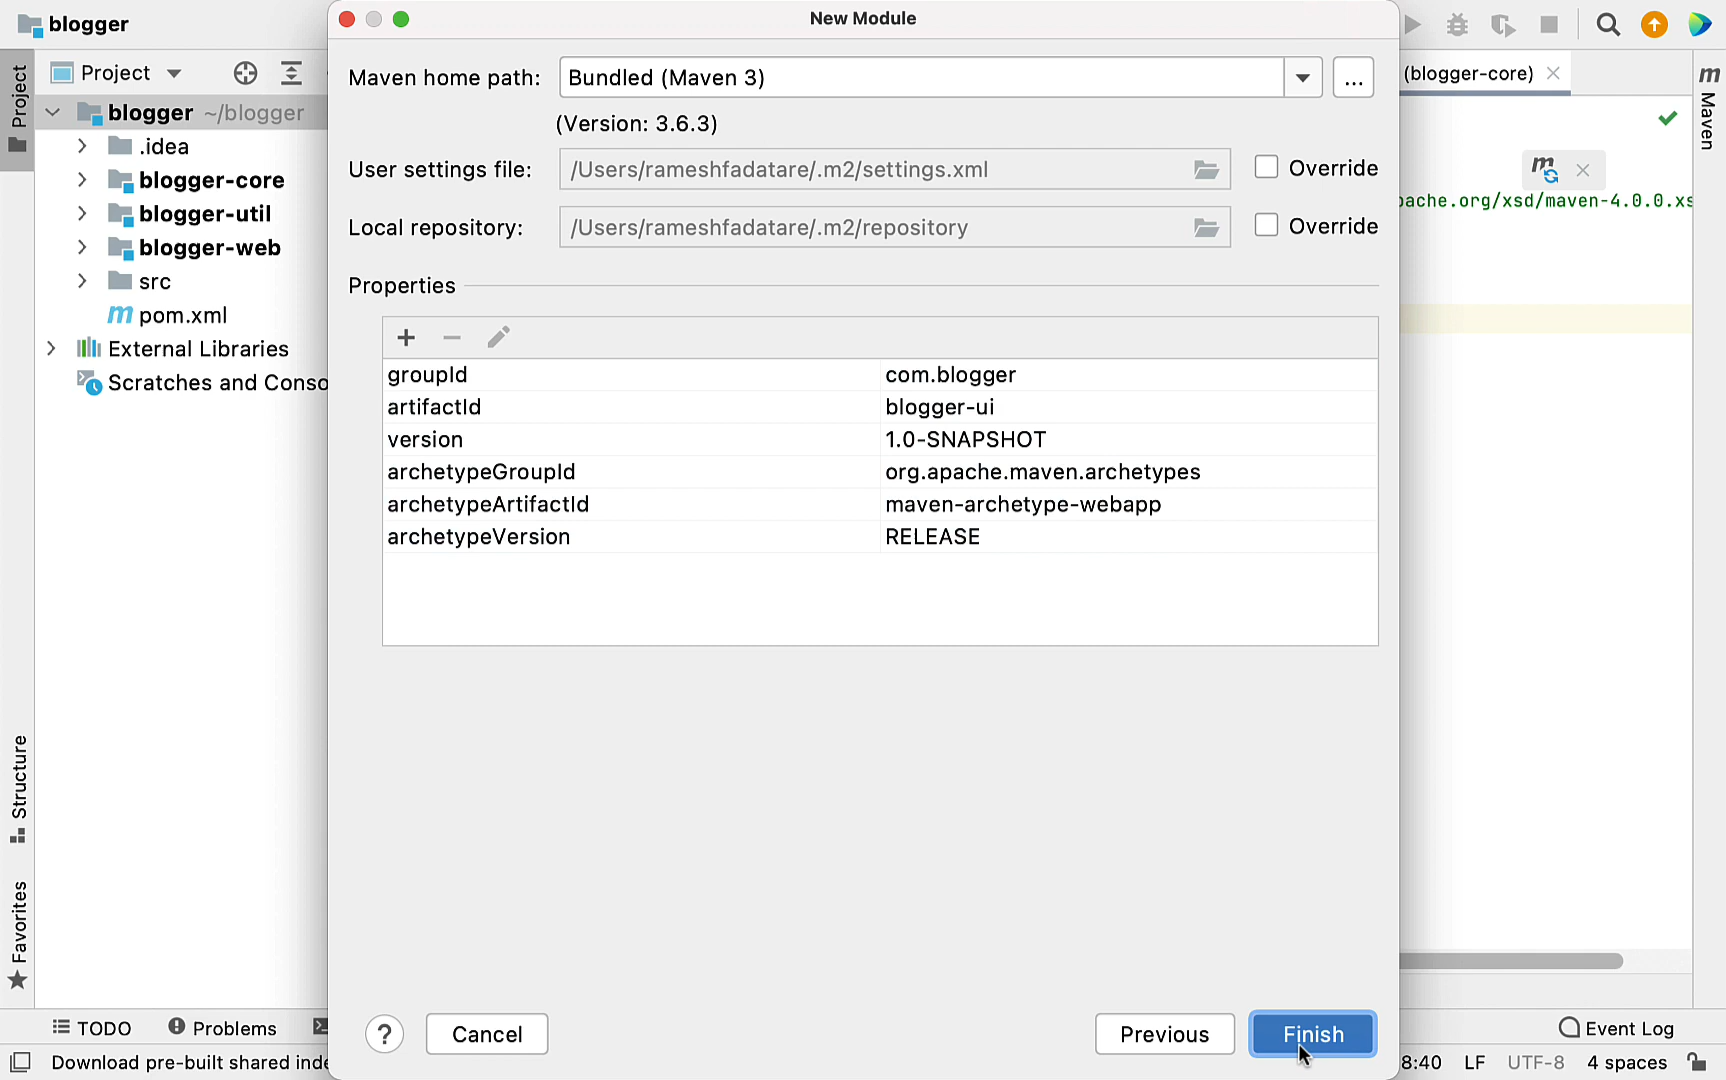 blogger
New Module
Project
Project
blogger ~/blogger
.idea
blogger-core
blogger-util
blogger-web
src
m pom.xml
External Libraries
Scratches and Conso
Structure
Favorites
Maven home path: Bundled (Maven 3) ...
(Version: 3.6.3)
User settings file: /Users/rameshfadatare/.m2/settings.xml Override
Local repository: /Users/rameshfadatare/.m2/repository Override
Properties
groupId com.blogger
artifactId blogger-ui
version 1.0-SNAPSHOT
archetypeGroupId org.apache.maven.archetypes
archetypeArtifactId maven-archetype-webapp
archetypeVersion RELEASE
? Cancel Previous Finish
(blogger-core)
m
pache.org/xsd/maven-4.0.0.xs
m Maven
TODO Problems Event Log
Download pre-built shared inde 8:40 LF UTF-8 4 spaces